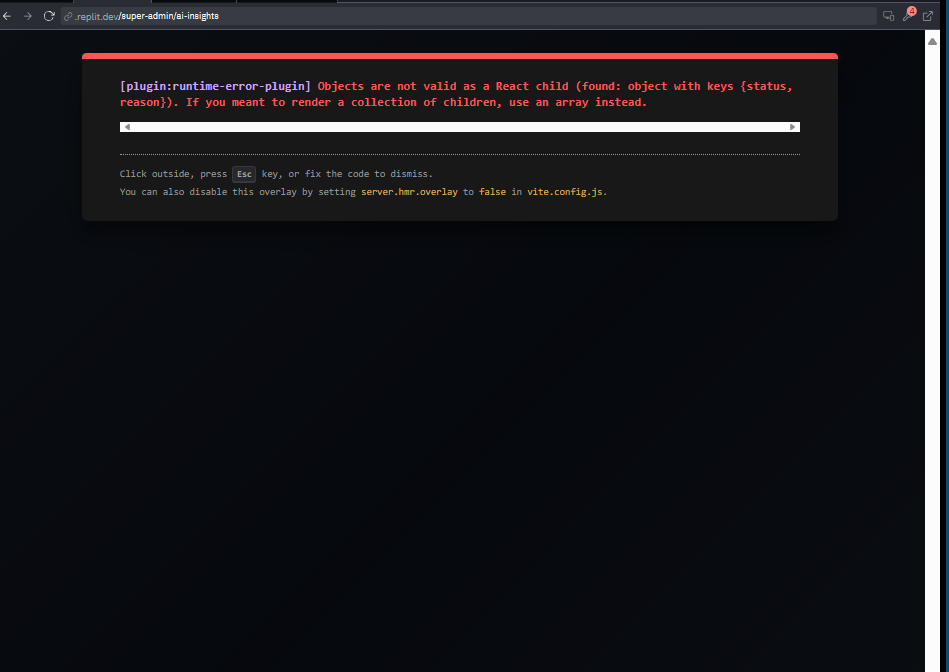 .replit.dev/super-admin/ai-insights
4
[plugin:runtime-error-plugin] Objects are not valid as a React child (found: object with keys {status,
reason}). If you meant to render a collection of children, use an array instead.
Click outside, press Esc key, or fix the code to dismiss.
You can also disable this overlay by setting server.hmr.overlay to false in vite.config.js.